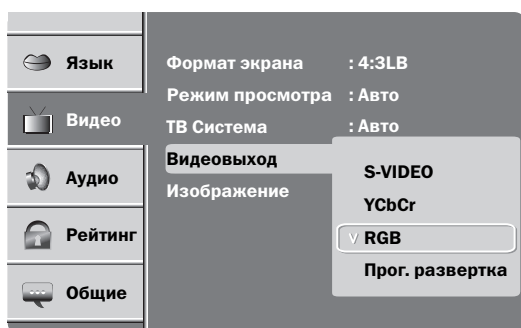 Язык
Видео
Аудио
Рейтинг
Общие
Формат экрана : 4:3LB
Режим просмотра : Авто
ТВ Система : Авто
Видеовыход
Изображение
S-VIDEO
YCbCr
V RGB
Прог. развертка